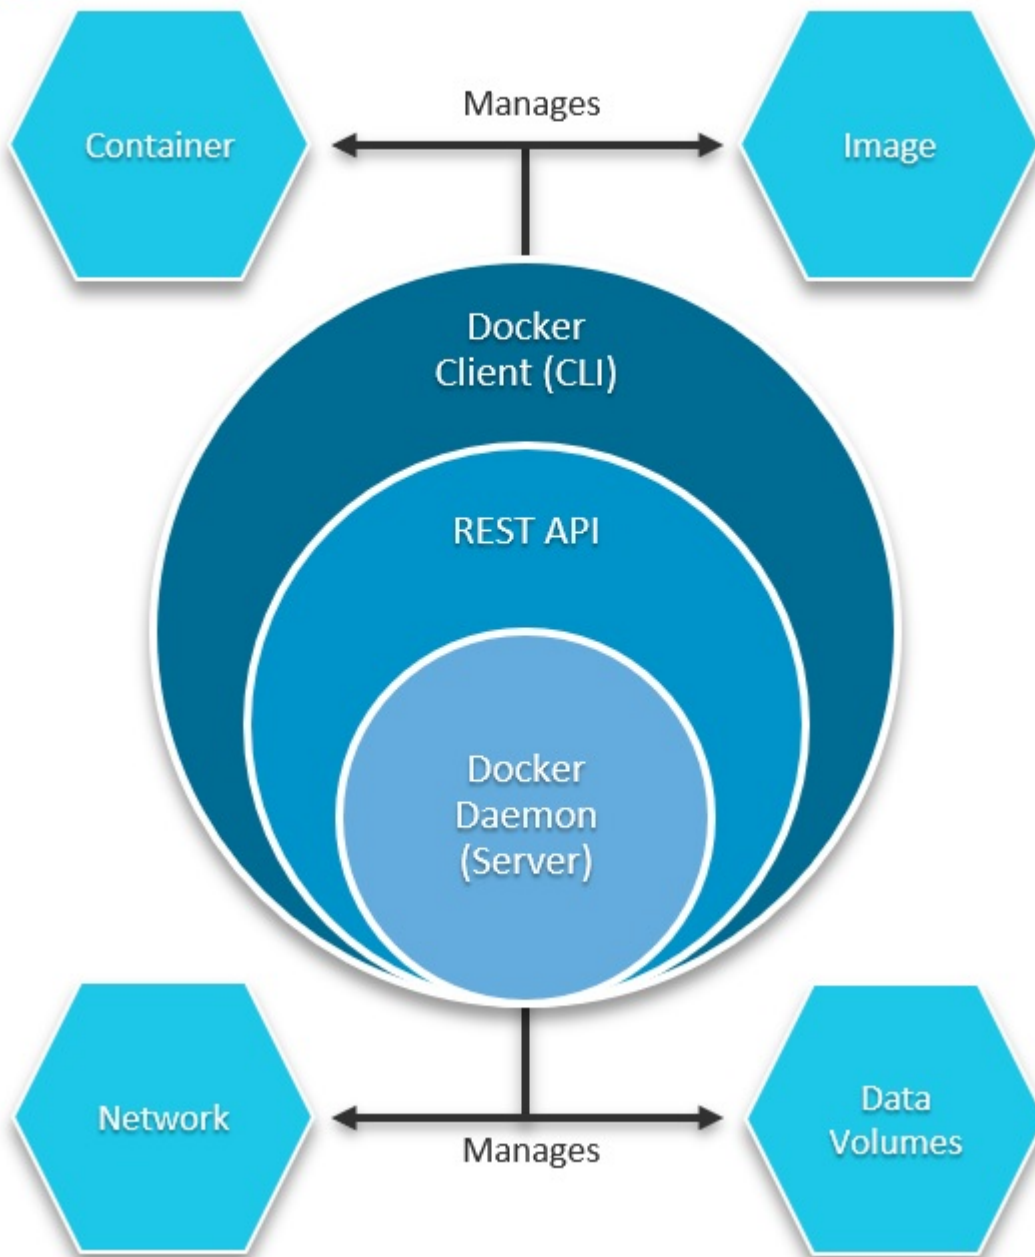 Manages
Container
Image
Docker
Client (CLI)
REST API
Docker
Daemon
(Server)
Network
Manages
Data
Volumes